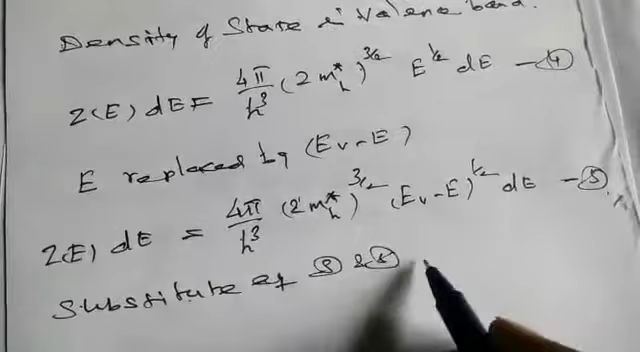 Density of State in Valence band.
Z(E) dE = 4π/h³ (2m*h)^3/2 E^1/2 dE — ④
E replaced by (Ev-E)
Z(E) dE = 4π/h³ (2m*h)^3/2 (Ev-E)^1/2 dE — ⑤
Substitute eq ③ & ⑤